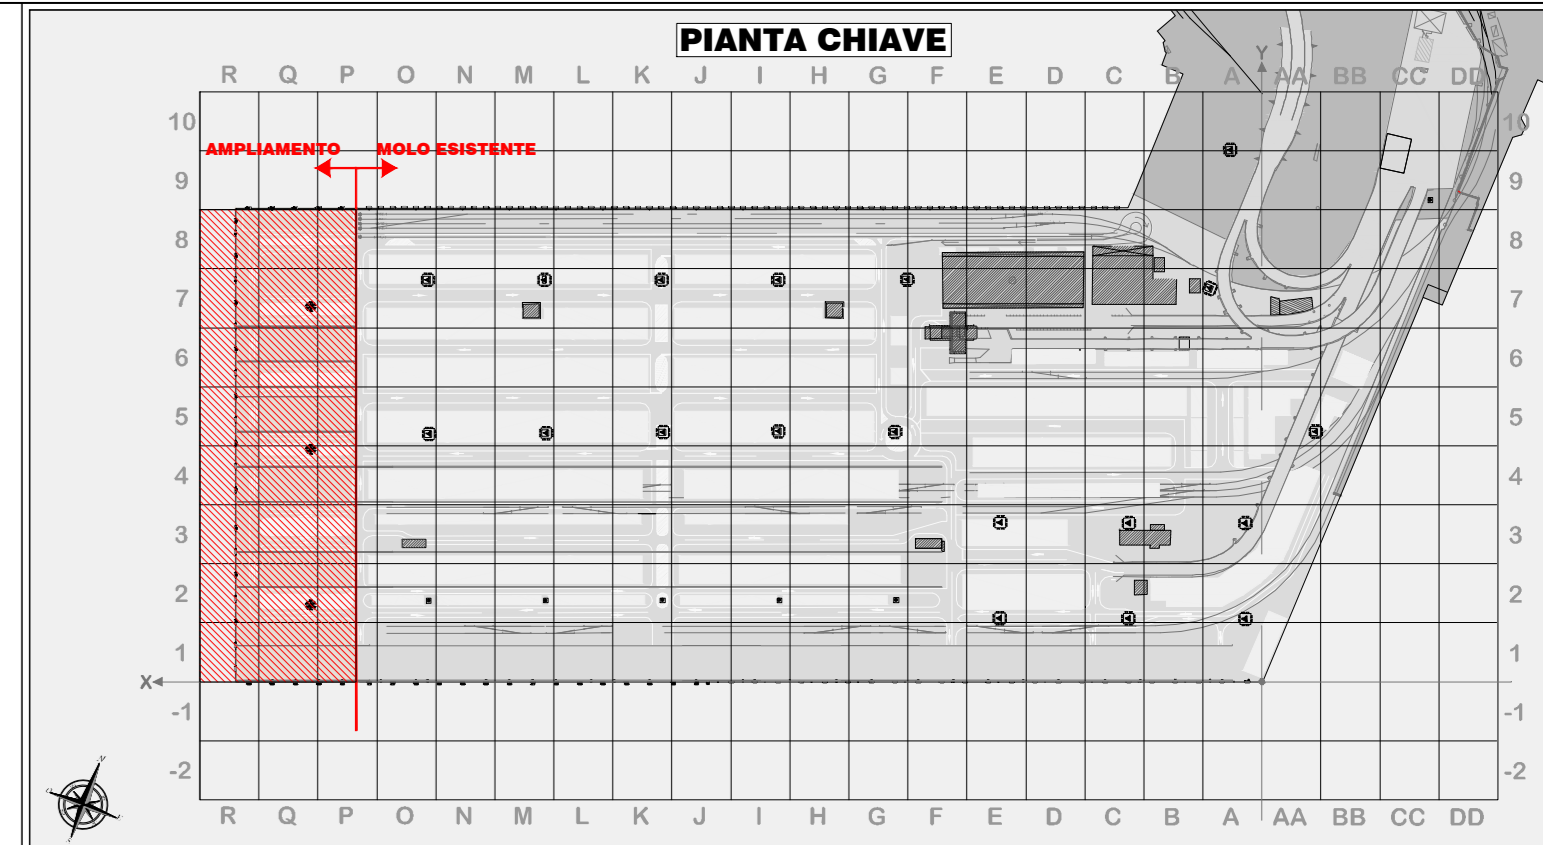 PIANTA CHIAVE
R Q P O N M L K J I H G F E D C B A Y AA BB CC DD
10 10
AMPLIAMENTO MOLO ESISTENTE
9 9
8 8
7 7
6 6
5 5
4 4
3 3
2 2
1 1
X
-1 -1
-2 -2
N
R Q P O N M L K J I H G F E D C B A AA BB CC DD